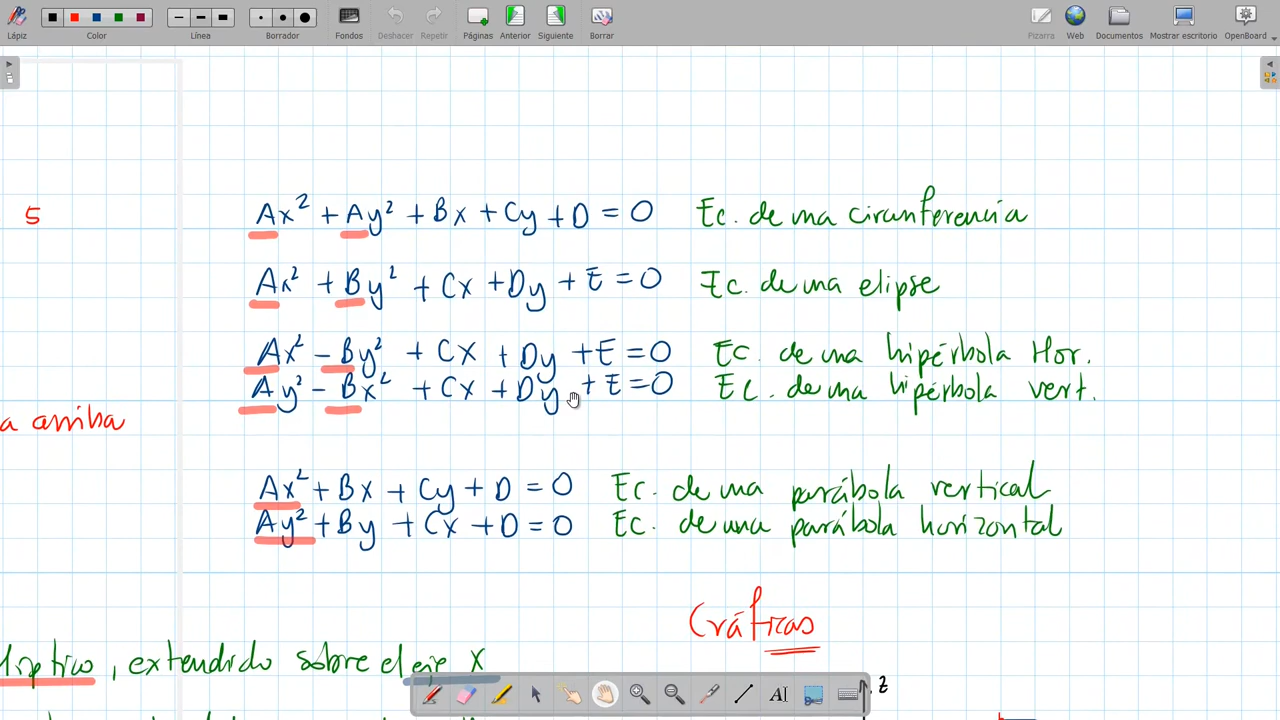 Lápiz Color Línea Borrador Fondos Deshacer Repetir Páginas Anterior Siguiente Borrar Pizarra Web Documentos Mostrar escritorio OpenBoard
5
Ax² + Ay² + Bx + Cy + D = 0 Ec. de una circunferencia
Ax² + By² + Cx + Dy + E = 0 Ec. de una elipse
Ax² - By² + Cx + Dy + E = 0 Ec. de una hipérbola Hor.
Ay² - Bx² + Cx + Dy + E = 0 Ec. de una hipérbola vert.
a arriba
Ax² + Bx + Cy + D = 0 Ec. de una parábola vertical
Ay² + By + Cx + D = 0 Ec. de una parábola horizontal
Gráficas
líptico, extendido sobre el eje x
z